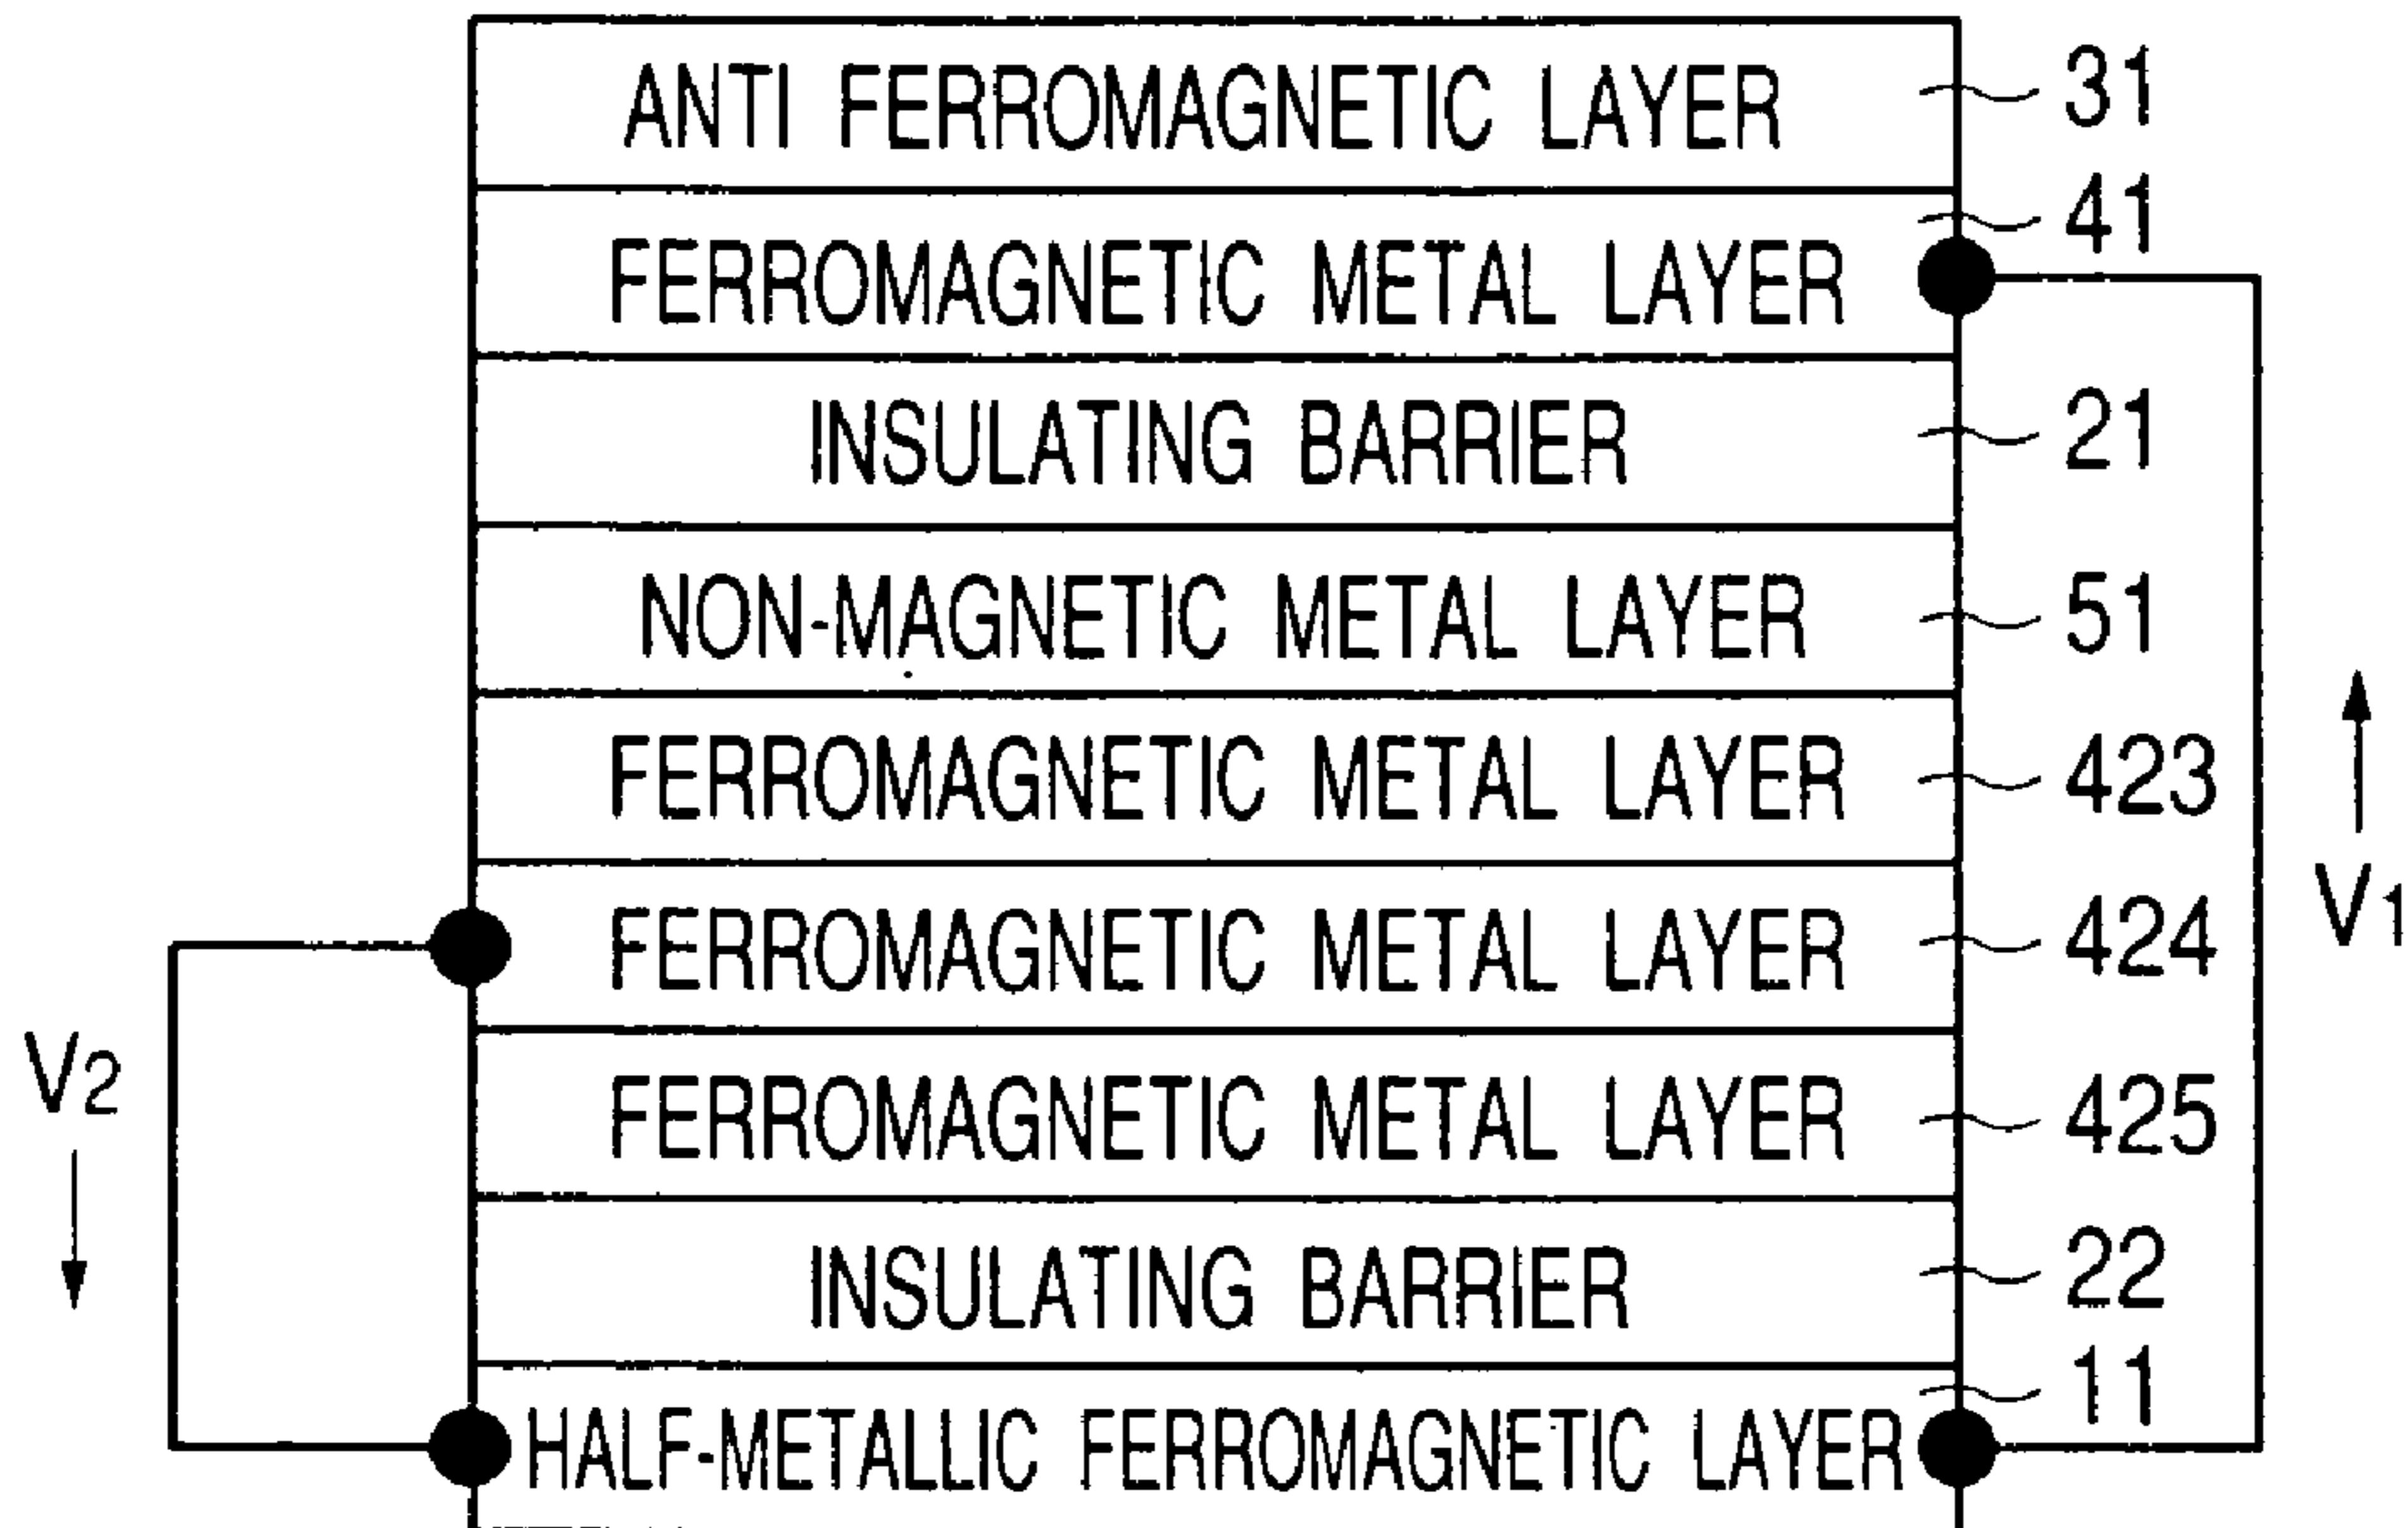 ANTI FERROMAGNETIC LAYER 31
FERROMAGNETIC METAL LAYER 41
INSULATING BARRIER 21
NON-MAGNETIC METAL LAYER 51
FERROMAGNETIC METAL LAYER 423
FERROMAGNETIC METAL LAYER 424
FERROMAGNETIC METAL LAYER 425
INSULATING BARRIER 22
HALF-METALLIC FERROMAGNETIC LAYER 11
V1
V2